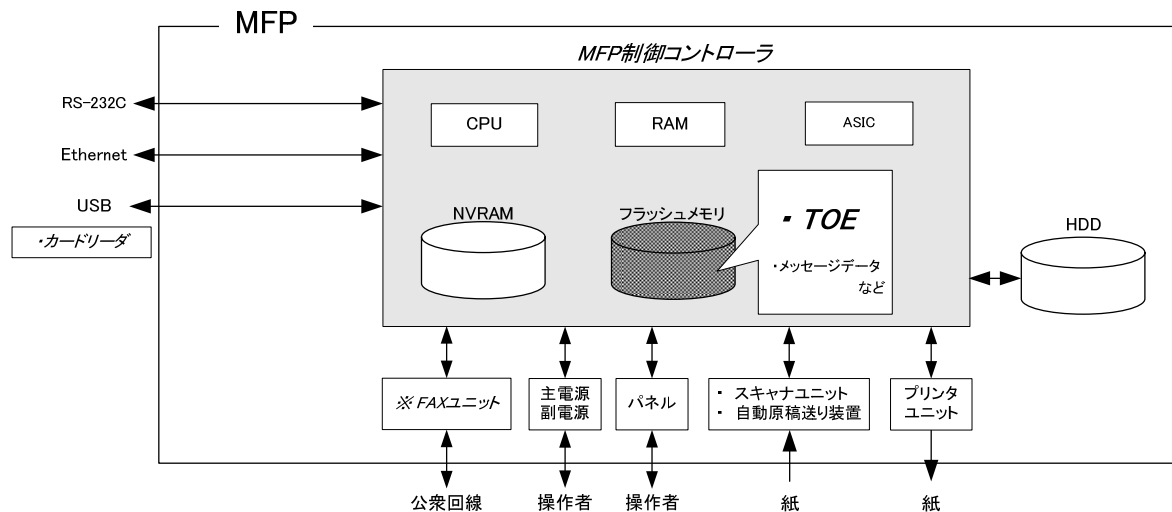 MFP
MFP制御コントローラ
RS-232C
CPU
RAM
ASIC
Ethernet
USB
・カードリーダ
NVRAM
フラッシュメモリ
・TOE
・メッセージデータ
など
HDD
※FAXユニット
主電源
副電源
パネル
・スキャナユニット
・自動原稿送り装置
プリンタ
ユニット
公衆回線
操作者
操作者
紙
紙